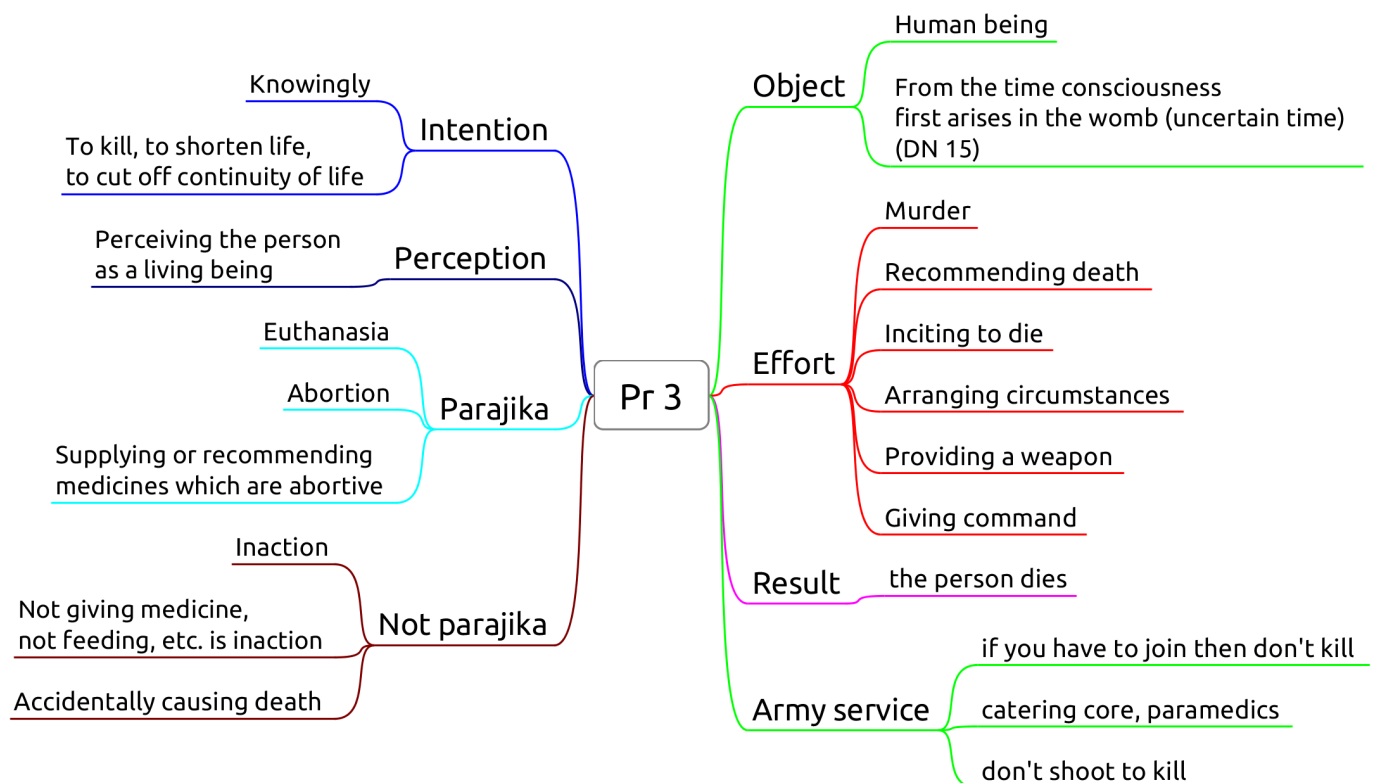 Pr 3
Object
Human being
From the time consciousness
first arises in the womb (uncertain time)
(DN 15)
Effort
Murder
Recommending death
Inciting to die
Arranging circumstances
Providing a weapon
Giving command
Result
the person dies
Army service
if you have to join then don't kill
catering core, paramedics
don't shoot to kill
Intention
Knowingly
To kill, to shorten life,
to cut off continuity of life
Perception
Perceiving the person
as a living being
Parajika
Euthanasia
Abortion
Supplying or recommending
medicines which are abortive
Not parajika
Inaction
Not giving medicine,
not feeding, etc. is inaction
Accidentally causing death